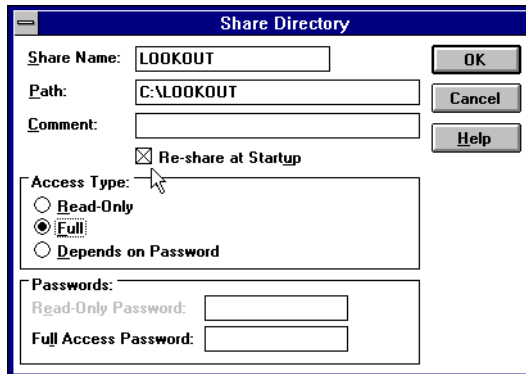 Share Directory
Share Name: LOOKOUT
OK
Path: C:\LOOKOUT
Cancel
Comment:
Help
Re-share at Startup
Access Type:
Read-Only
Full
Depends on Password
Passwords:
Read-Only Password:
Full Access Password: